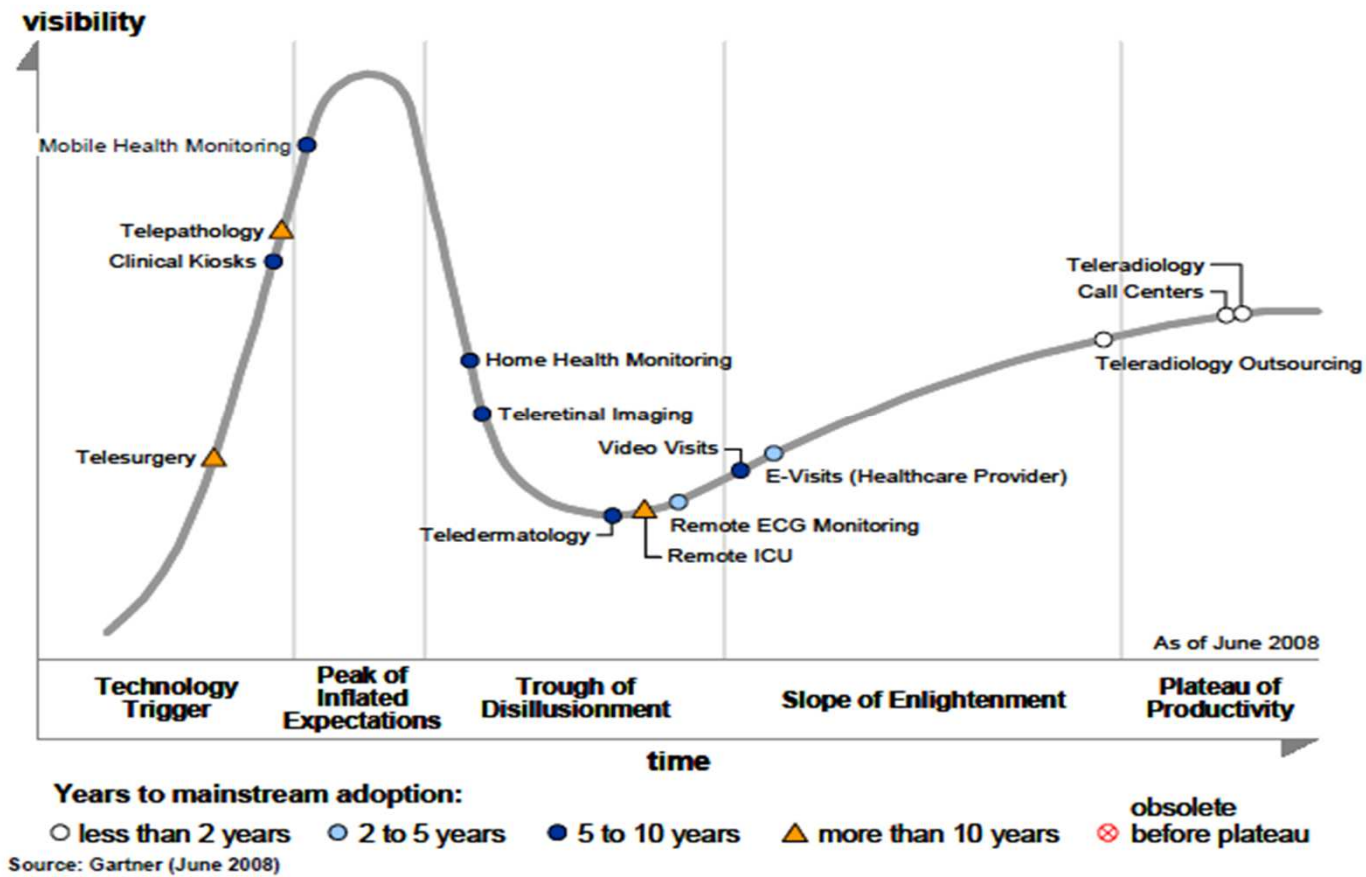 visibility
Mobile Health Monitoring
Telepathology
Clinical Kiosks
Telesurgery
Home Health Monitoring
Teleretinal Imaging
Video Visits
E-Visits (Healthcare Provider)
Teledermatology
Remote ECG Monitoring
Remote ICU
Teleradiology
Call Centers
Teleradiology Outsourcing
As of June 2008
Technology
Trigger
Peak of
Inflated
Expectations
Trough of
Disillusionment
Slope of Enlightenment
Plateau of
Productivity
time
Years to mainstream adoption:
less than 2 years
2 to 5 years
5 to 10 years
more than 10 years
obsolete
before plateau
Source: Gartner (June 2008)